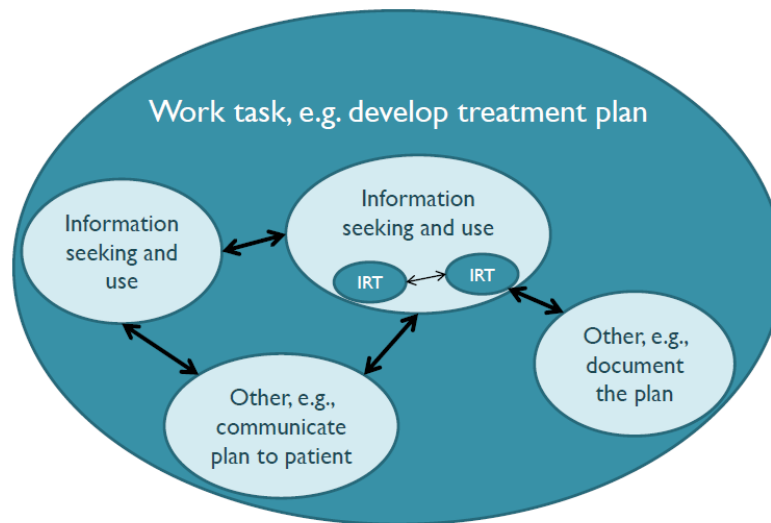 Work task, e.g. develop treatment plan
Information
seeking and
use
Information
seeking and use
IRT
IRT
Other, e.g.,
communicate
plan to patient
Other, e.g.,
document
the plan